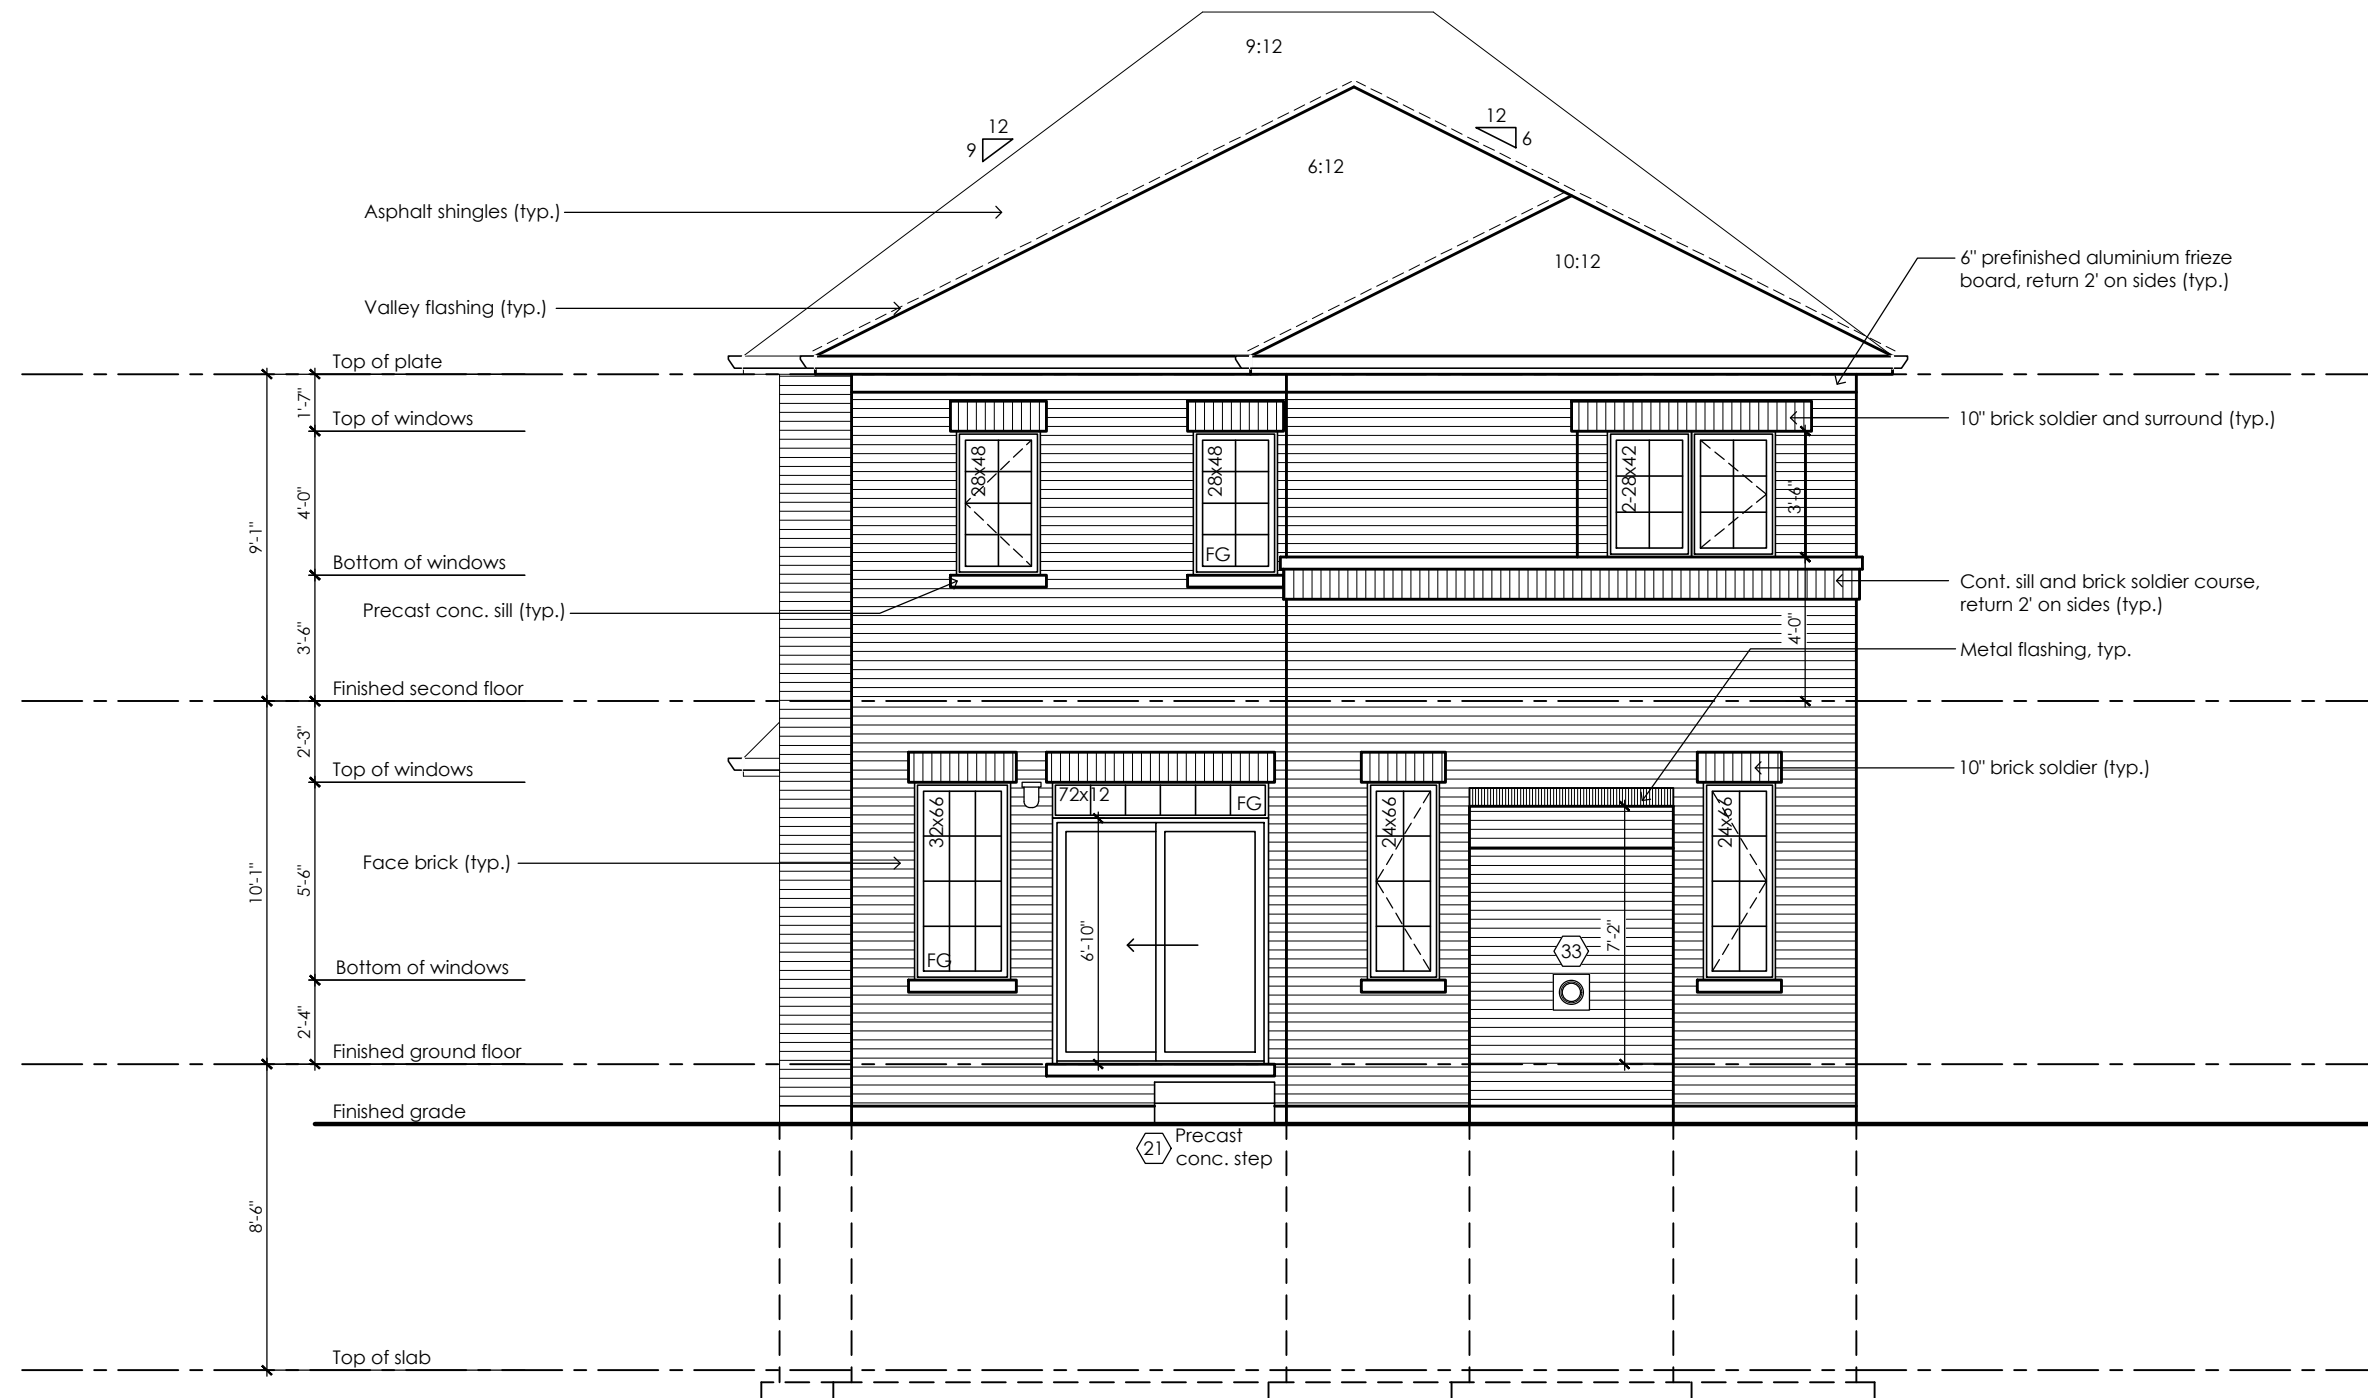 9:12
12
9
12
6
6:12
Asphalt shingles (typ.)
10:12
6" prefinished aluminium frieze
board, return 2' on sides (typ.)
Valley flashing (typ.)
Top of plate
1'-7"
Top of windows
10" brick soldier and surround (typ.)
28x48
28x48
2-28x42
4'-0"
3'-6"
9'-1"
FG
Bottom of windows
Cont. sill and brick soldier course,
return 2' on sides (typ.)
Precast conc. sill (typ.)
3'-6"
4'-0"
Metal flashing, typ.
Finished second floor
2'-3"
Top of windows
10" brick soldier (typ.)
72x12
FG
32x66
24x66
24x66
Face brick (typ.)
10'-1"
5'-6"
6'-10"
7'-2"
33
FG
Bottom of windows
2'-4"
Finished ground floor
Finished grade
21
Precast
conc. step
8'-6"
Top of slab